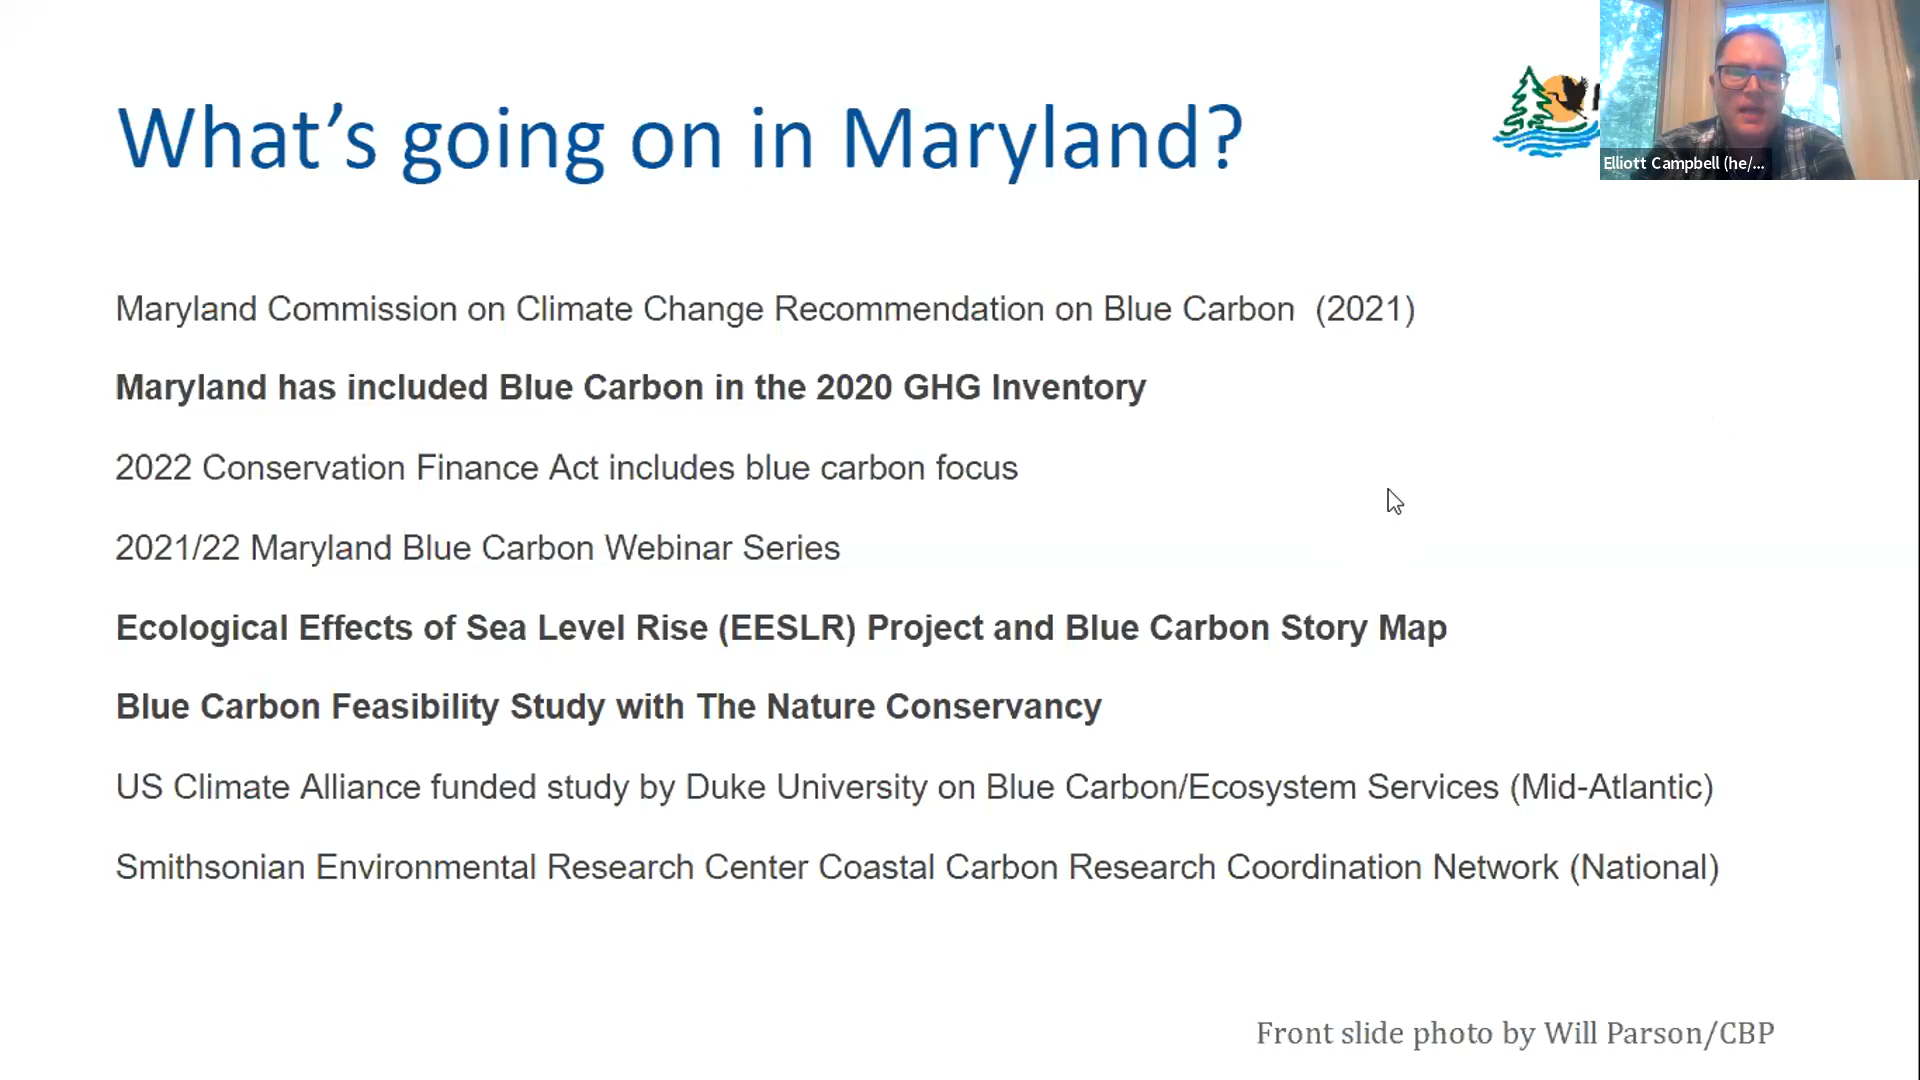 What’s going on in Maryland?
Elliott Campbell (he/...
Maryland Commission on Climate Change Recommendation on Blue Carbon (2021)
Maryland has included Blue Carbon in the 2020 GHG Inventory
2022 Conservation Finance Act includes blue carbon focus
2021/22 Maryland Blue Carbon Webinar Series
Ecological Effects of Sea Level Rise (EESLR) Project and Blue Carbon Story Map
Blue Carbon Feasibility Study with The Nature Conservancy
US Climate Alliance funded study by Duke University on Blue Carbon/Ecosystem Services (Mid-Atlantic)
Smithsonian Environmental Research Center Coastal Carbon Research Coordination Network (National)
Front slide photo by Will Parson/CBP